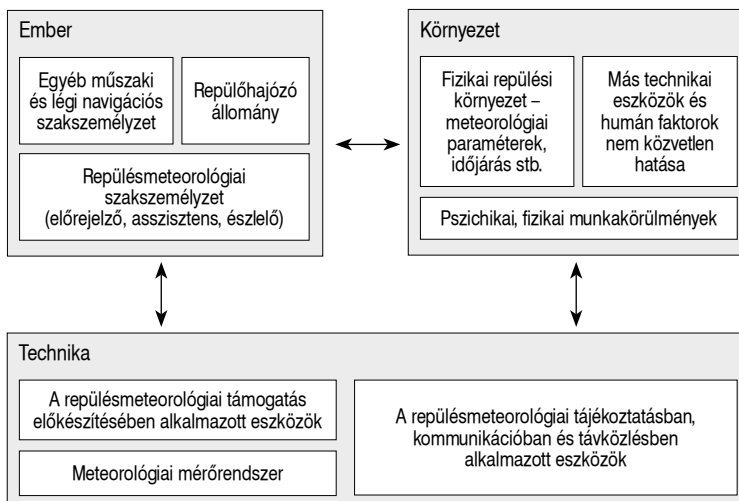 Ember
Egyéb műszaki
és légi navigációs
szakszemélyzet
Repülőhajózó
állomány
Repülésmeteorológiai
szakszemélyzet
(előrejelző, asszisztens, észlelő)
Környezet
Fizikai repülési
környezet –
meteorológiai
paraméterek,
időjárás stb.
Más technikai
eszközök és
humán faktorok
nem közvetlen
hatása
Pszichikai, fizikai munkakörülmények
Technika
A repülésmeteorológiai támogatás
előkészítésében alkalmazott eszközök
Meteorológiai mérőrendszer
A repülésmeteorológiai tájékoztatásban,
kommunikációban és távközlésben
alkalmazott eszközök